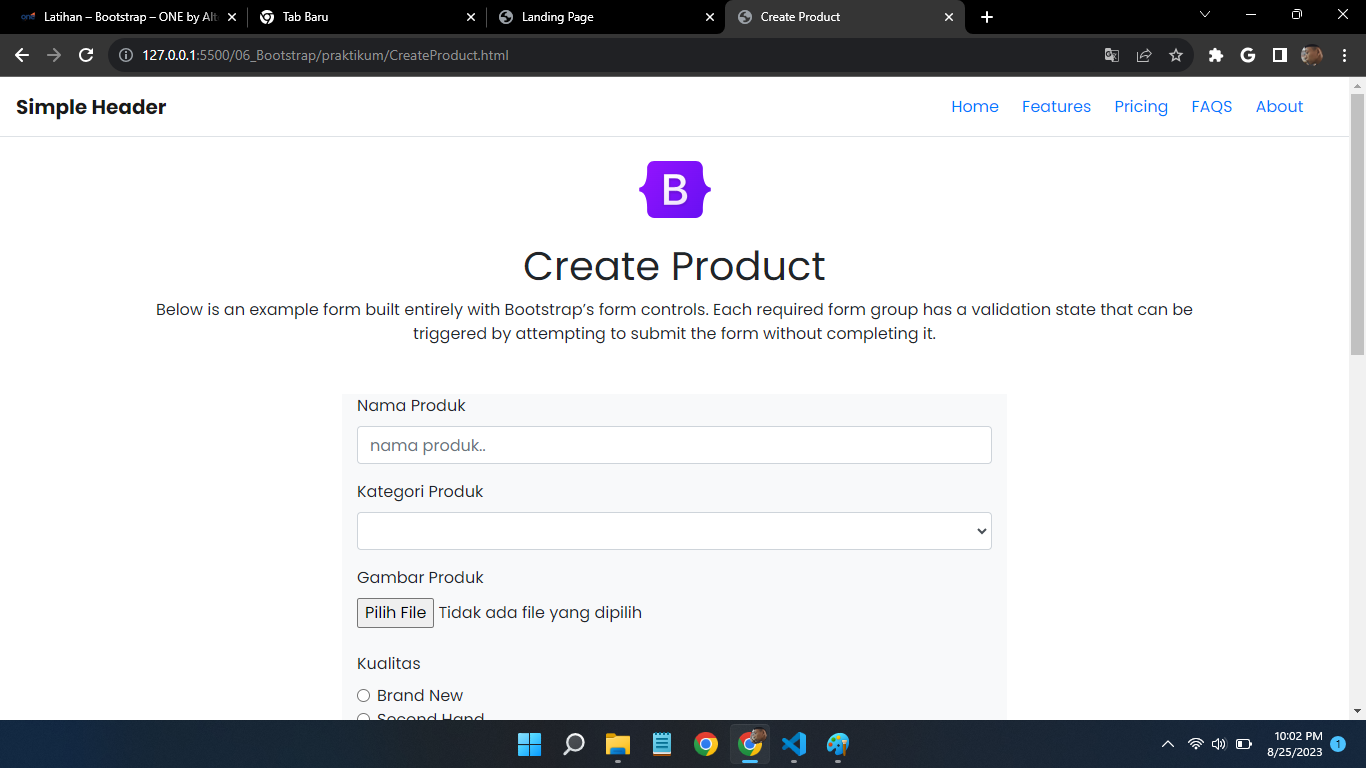 Latihan – Bootstrap – ONE by Alt
Tab Baru
Landing Page
Create Product
127.0.0.1:5500/06_Bootstrap/praktikum/CreateProduct.html
Simple Header
Home
Features
Pricing
FAQS
About
B
Create Product
Below is an example form built entirely with Bootstrap’s form controls. Each required form group has a validation state that can be
triggered by attempting to submit the form without completing it.
Nama Produk
nama produk..
Kategori Produk
Gambar Produk
Pilih File Tidak ada file yang dipilih
Kualitas
Brand New
Second Hand
10:02 PM
8/25/2023
1